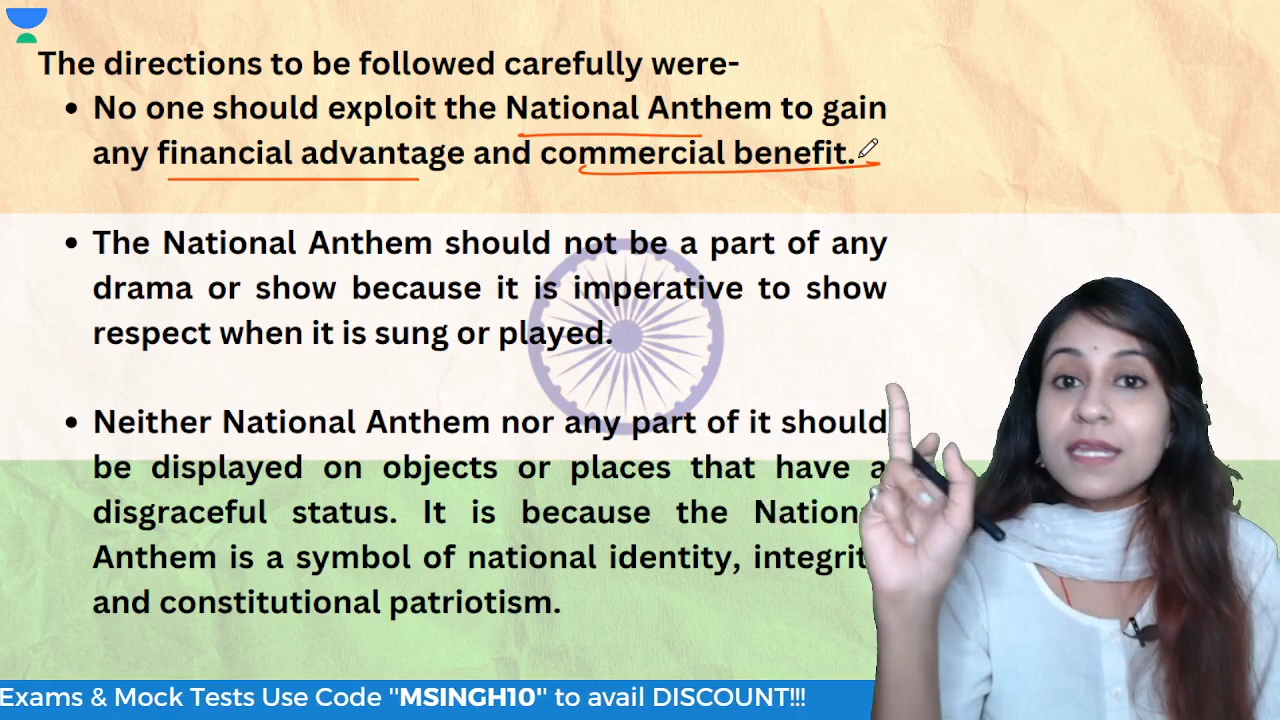 The directions to be followed carefully were-
• No one should exploit the National Anthem to gain
any financial advantage and commercial benefit.
• The National Anthem should not be a part of any
drama or show because it is imperative to show
respect when it is sung or played.
• Neither National Anthem nor any part of it should
be displayed on objects or places that have a
disgraceful status. It is because the Nation
Anthem is a symbol of national identity, integrit
and constitutional patriotism.
Exams & Mock Tests Use Code "MSINGH10" to avail DISCOUNT!!!